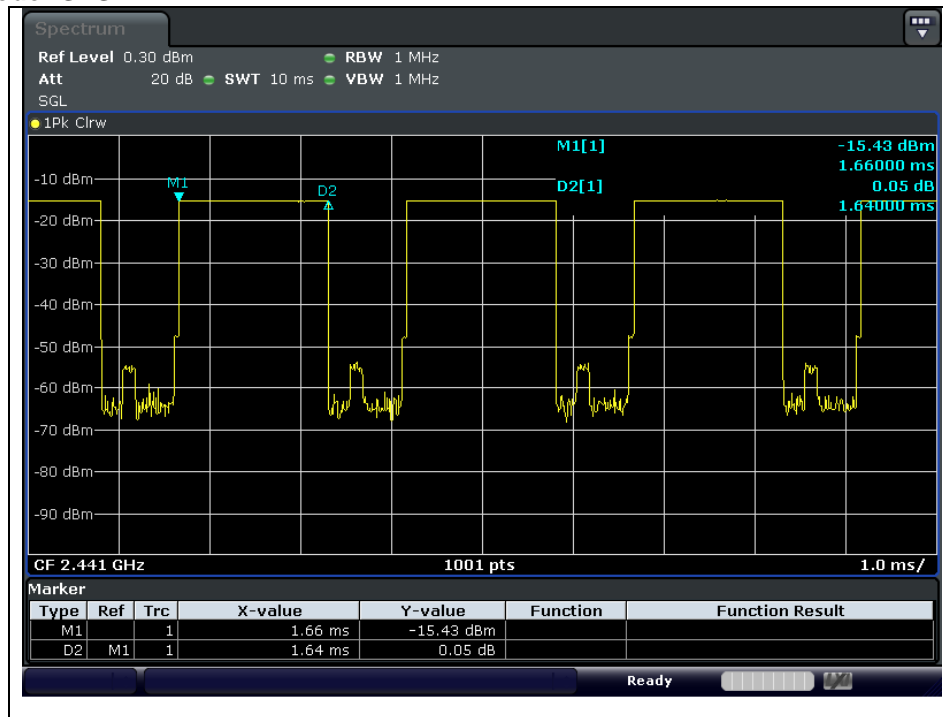 Spectrum
Ref Level 0.30 dBm RBW 1 MHz
Att 20 dB SWT 10 ms VBW 1 MHz
SGL
1Pk Clrw
M1[1] -15.43 dBm
1.66000 ms
D2[1] 0.05 dB
1.64000 ms
M1
D2
-10 dBm
-20 dBm
-30 dBm
-40 dBm
-50 dBm
-60 dBm
-70 dBm
-80 dBm
-90 dBm
CF 2.441 GHz 1001 pts 1.0 ms/
Marker
Type Ref Trc X-value Y-value Function Function Result
M1 1 1.66 ms -15.43 dBm
D2 M1 1 1.64 ms 0.05 dB
Ready